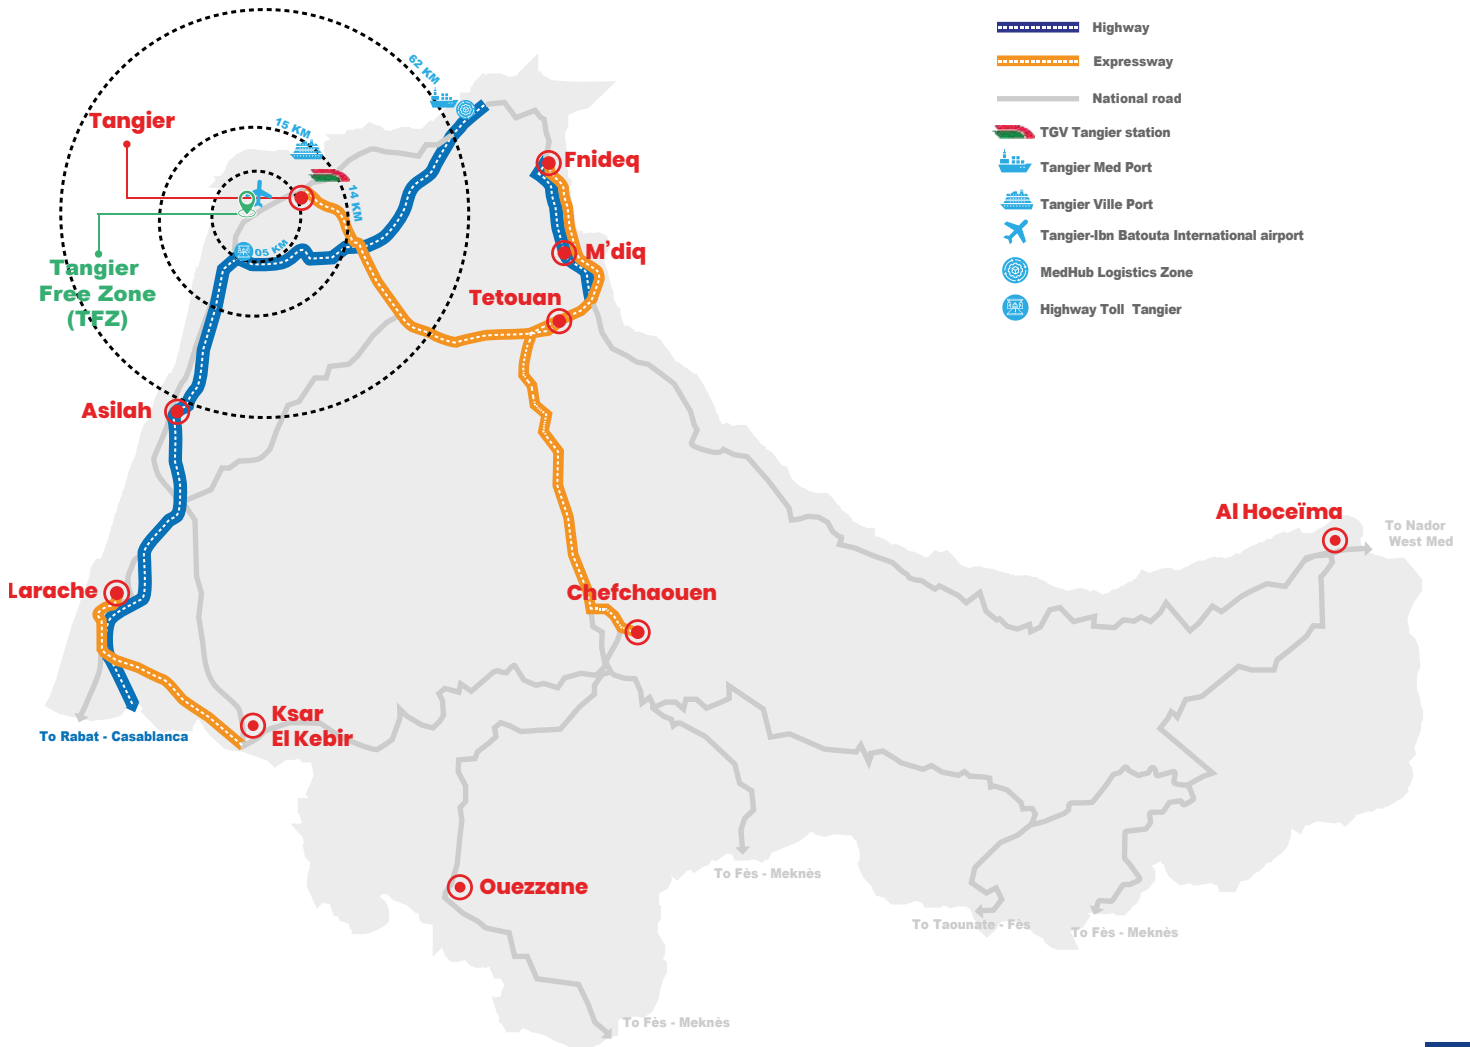 Highway
Expressway
National road
TGV Tangier station
Tangier Med Port
Tangier Ville Port
Tangier-Ibn Batouta International airport
MedHub Logistics Zone
Highway Toll Tangier
62 KM
15 KM
14 KM
05 KM
Tangier
Tangier
Free Zone
(TFZ)
Fnideq
M'diq
Tetouan
Asilah
Larache
Chefchaouen
Al Hoceïma
To Nador
West Med
Ksar
El Kebir
To Rabat - Casablanca
Ouezzane
To Fès - Meknès
To Taounate - Fès
To Fès - Meknès
To Fès - Meknès